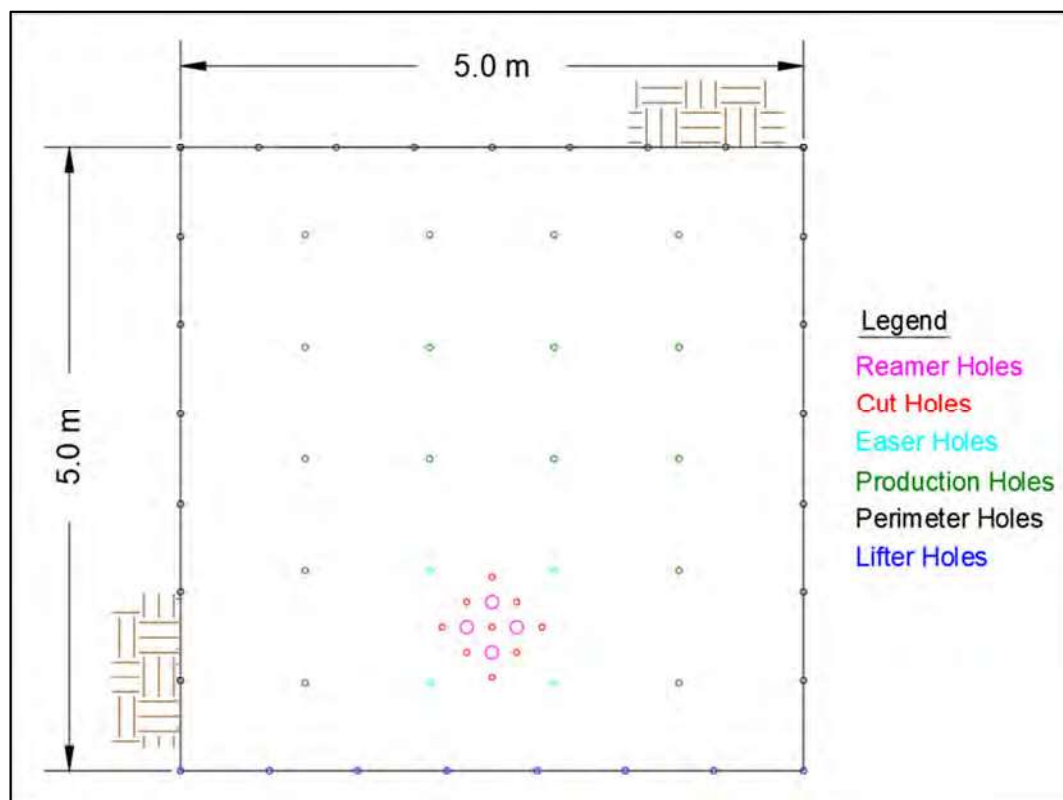 5.0 m
5.0 m
Legend
Reamer Holes
Cut Holes
Easer Holes
Production Holes
Perimeter Holes
Lifter Holes